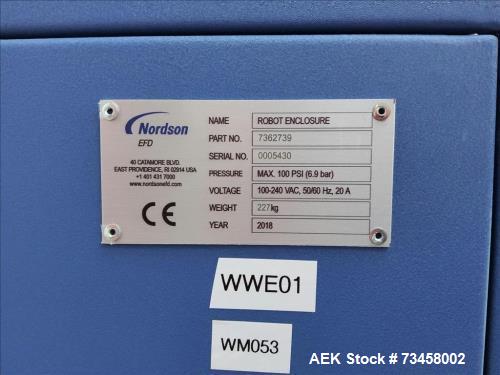 Nordson
EFD
40 CATAMORE BLVD.
EAST PROVIDENCE, RI 02914 USA
+1 401 431 7000
www.nordsonefd.com
CE
NAME ROBOT ENCLOSURE
PART NO. 7362739
SERIAL NO. 0005430
PRESSURE MAX. 100 PSI (6.9 bar)
VOLTAGE 100-240 VAC, 50/60 Hz, 20 A
WEIGHT 227kg
YEAR 2018
WWE01
WM053
AEK Stock # 73458002